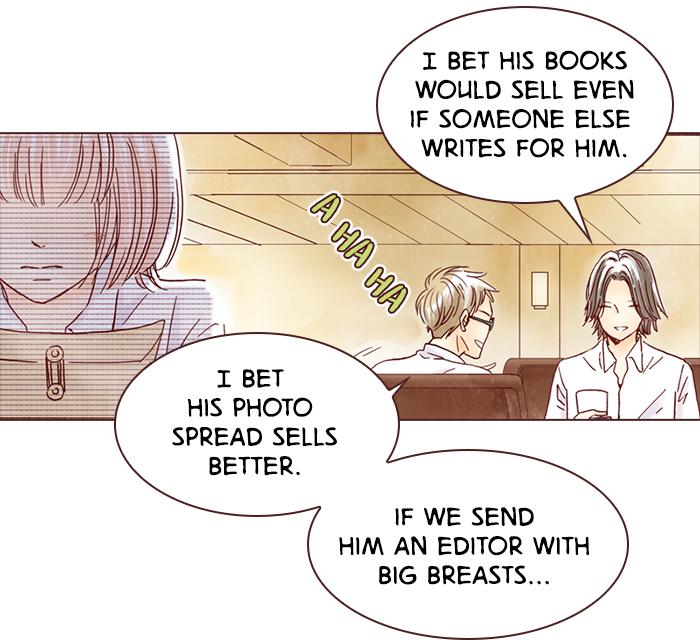 I BET HIS BOOKS
WOULD SELL EVEN
IF SOMEONE ELSE
WRITES FOR HIM.
A HA HA HA
I BET
HIS PHOTO
SPREAD SELLS
BETTER.
IF WE SEND
HIM AN EDITOR WITH
BIG BREASTS...